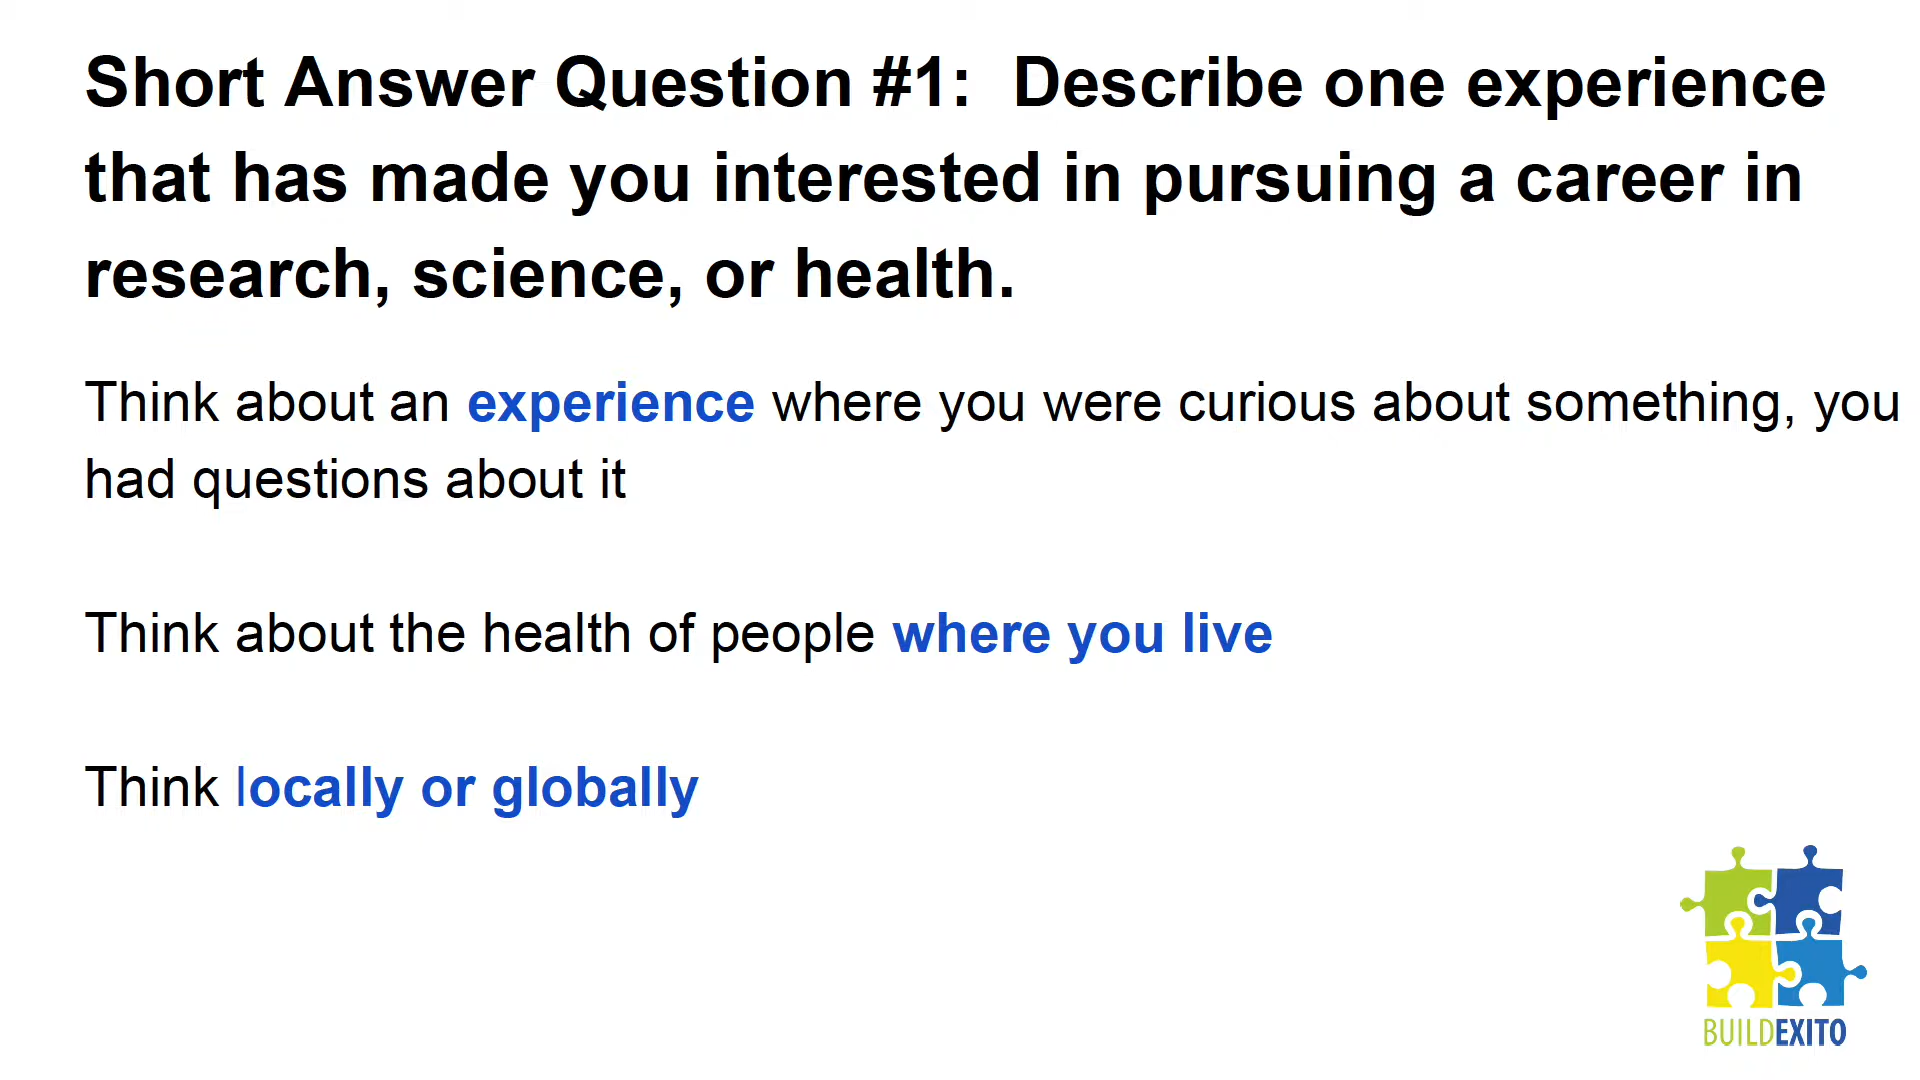 Short Answer Question #1:  Describe one experience
that has made you interested in pursuing a career in
research, science, or health.
Think about an experience where you were curious about something, you
had questions about it
Think about the health of people where you live
Think locally or globally
BUILDEXITO